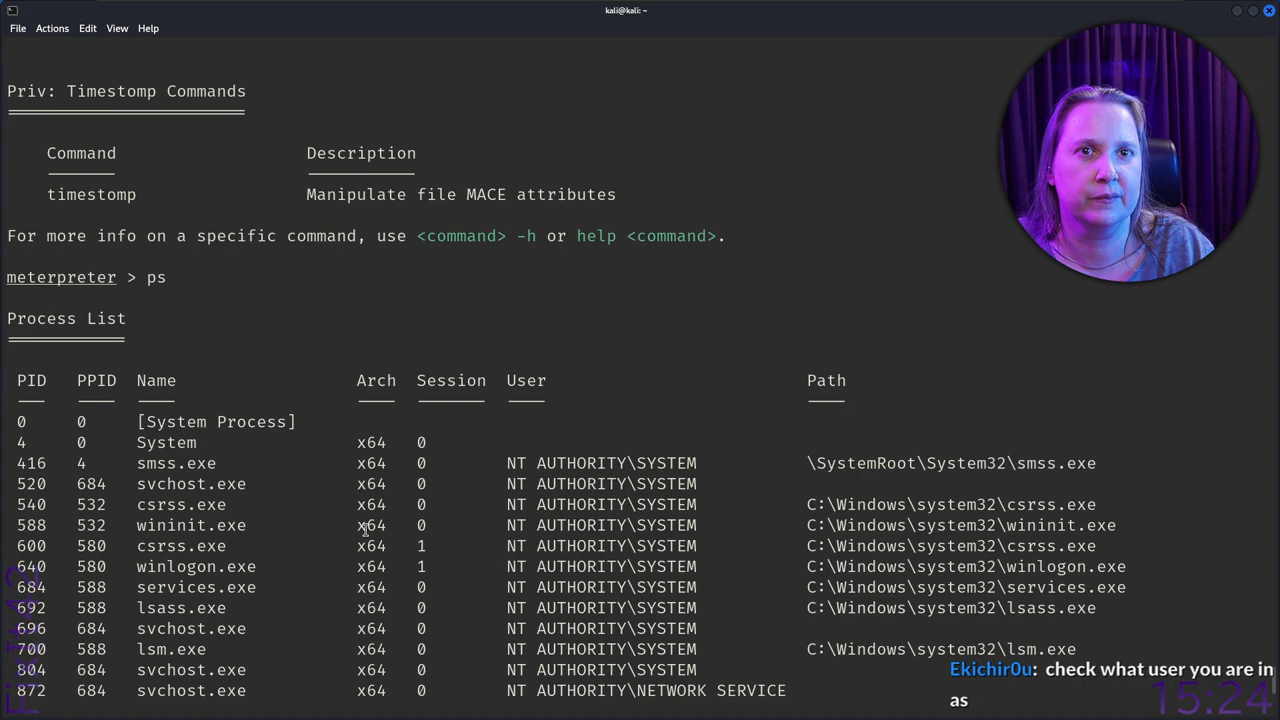 kali@kali: ~
File Actions Edit View Help
Priv: Timestomp Commands
Command Description
timestomp Manipulate file MACE attributes
For more info on a specific command, use <command> -h or help <command>.
meterpreter > ps
Process List
PID PPID Name Arch Session User Path
0 0 [System Process]
4 0 System x64 0
416 4 smss.exe x64 0 NT AUTHORITY\SYSTEM \SystemRoot\System32\smss.exe
520 684 svchost.exe x64 0 NT AUTHORITY\SYSTEM
540 532 csrss.exe x64 0 NT AUTHORITY\SYSTEM C:\Windows\system32\csrss.exe
588 532 wininit.exe x64 0 NT AUTHORITY\SYSTEM C:\Windows\system32\wininit.exe
600 580 csrss.exe x64 1 NT AUTHORITY\SYSTEM C:\Windows\system32\csrss.exe
640 580 winlogon.exe x64 1 NT AUTHORITY\SYSTEM C:\Windows\system32\winlogon.exe
684 588 services.exe x64 0 NT AUTHORITY\SYSTEM C:\Windows\system32\services.exe
692 588 lsass.exe x64 0 NT AUTHORITY\SYSTEM C:\Windows\system32\lsass.exe
696 684 svchost.exe x64 0 NT AUTHORITY\SYSTEM
700 588 lsm.exe x64 0 NT AUTHORITY\SYSTEM C:\Windows\system32\lsm.exe
804 684 svchost.exe x64 0 NT AUTHORITY\SYSTEM
872 684 svchost.exe x64 0 NT AUTHORITY\NETWORK SERVICE
Ekichir0u: check what user you are in
as
15:24